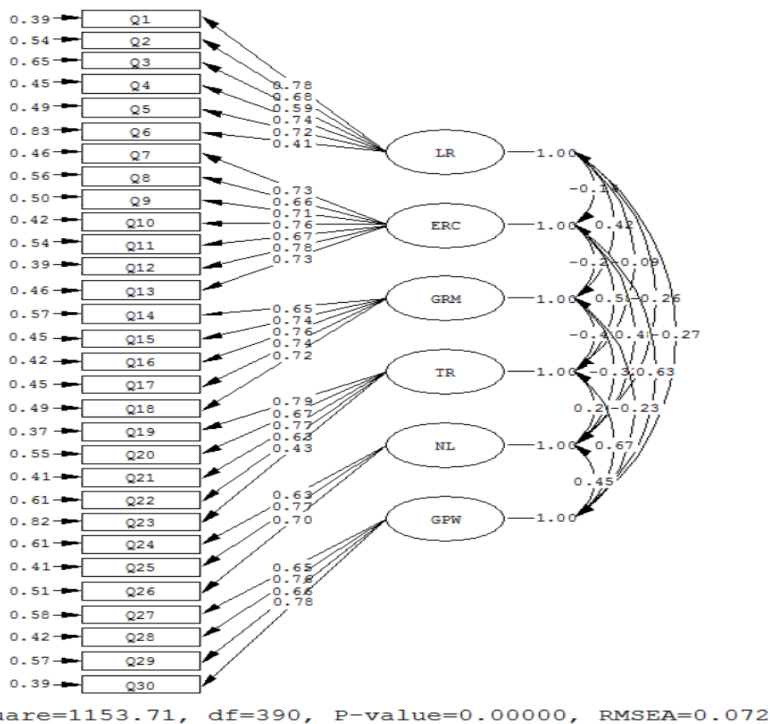 0.39 Q1
0.54 Q2
0.65 Q3
0.45 Q4
0.49 Q5
0.83 Q6
0.46 Q7
0.56 Q8
0.50 Q9
0.42 Q10
0.54 Q11
0.39 Q12
0.46 Q13
0.57 Q14
0.45 Q15
0.42 Q16
0.45 Q17
0.49 Q18
0.37 Q19
0.55 Q20
0.41 Q21
0.61 Q22
0.82 Q23
0.61 Q24
0.41 Q25
0.51 Q26
0.58 Q27
0.42 Q28
0.57 Q29
0.39 Q30
0.78
0.68
0.59
0.74
0.72
0.41
0.73
0.66
0.71
0.76
0.67
0.78
0.73
0.65
0.74
0.76
0.74
0.72
0.79
0.67
0.77
0.62
0.43
0.63
0.77
0.70
0.65
0.76
0.66
0.78
LR 1.00
ERC 1.00 0.42
-0.09
GRM 1.00 -0.26
-0.27
TR 1.00 0.63
-0.23
NL 1.00 0.67
0.45
GPW 1.00
df=390, P-value=0.00000, RMSEA=0.072